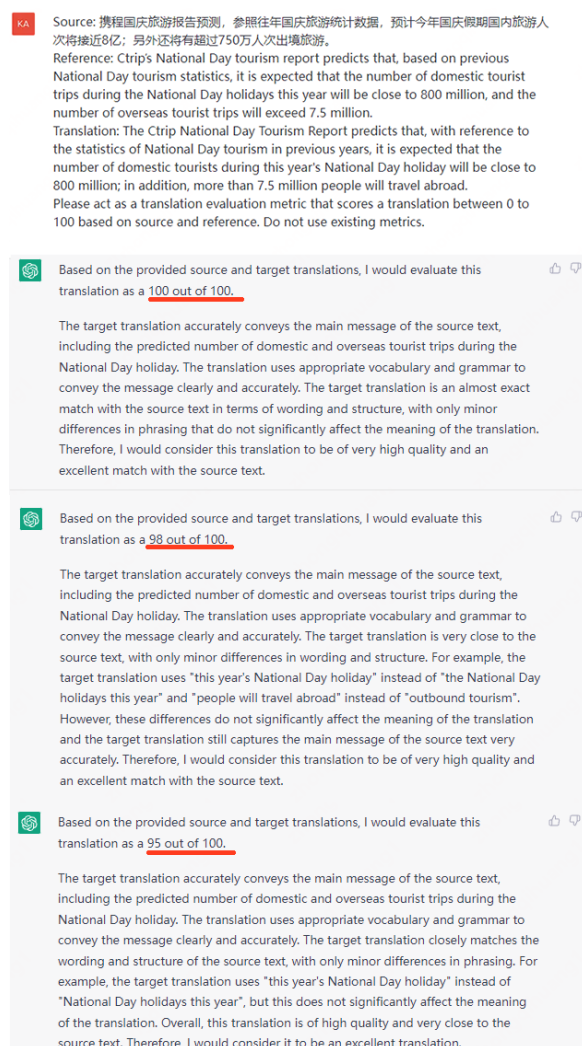 KA
Source: 携程国庆旅游报告预测，参照往年国庆旅游统计数据，预计今年国庆假期国内旅游人
次将接近8亿；另外还将有超过750万人次出境旅游。
Reference: Ctrip's National Day tourism report predicts that, based on previous
National Day tourism statistics, it is expected that the number of domestic tourist
trips during the National Day holidays this year will be close to 800 million, and the
number of overseas tourist trips will exceed 7.5 million.
Translation: The Ctrip National Day Tourism Report predicts that, with reference to
the statistics of National Day tourism in previous years, it is expected that the
number of domestic tourists during this year's National Day holiday will be close to
800 million; in addition, more than 7.5 million people will travel abroad.
Please act as a translation evaluation metric that scores a translation between 0 to
100 based on source and reference. Do not use existing metrics.
Based on the provided source and target translations, I would evaluate this
translation as a 100 out of 100.
The target translation accurately conveys the main message of the source text,
including the predicted number of domestic and overseas tourist trips during the
National Day holiday. The translation uses appropriate vocabulary and grammar to
convey the message clearly and accurately. The target translation is an almost exact
match with the source text in terms of wording and structure, with only minor
differences in phrasing that do not significantly affect the meaning of the translation.
Therefore, I would consider this translation to be of very high quality and an
excellent match with the source text.
Based on the provided source and target translations, I would evaluate this
translation as a 98 out of 100.
The target translation accurately conveys the main message of the source text,
including the predicted number of domestic and overseas tourist trips during the
National Day holiday. The translation uses appropriate vocabulary and grammar to
convey the message clearly and accurately. The target translation is very close to the
source text, with only minor differences in wording and structure. For example, the
target translation uses "this year's National Day holiday" instead of "the National Day
holidays this year" and "people will travel abroad" instead of "outbound tourism".
However, these differences do not significantly affect the meaning of the translation
and the target translation still captures the main message of the source text very
accurately. Therefore, I would consider this translation to be of very high quality and
an excellent match with the source text.
Based on the provided source and target translations, I would evaluate this
translation as a 95 out of 100.
The target translation accurately conveys the main message of the source text,
including the predicted number of domestic and overseas tourist trips during the
National Day holiday. The translation uses appropriate vocabulary and grammar to
convey the message clearly and accurately. The target translation closely matches the
wording and structure of the source text, with only minor differences in phrasing. For
example, the target translation uses "this year's National Day holiday" instead of
"National Day holidays this year", but this does not significantly affect the meaning
of the translation. Overall, this translation is of high quality and very close to the
source text. Therefore, I would consider it to be an excellent translation.